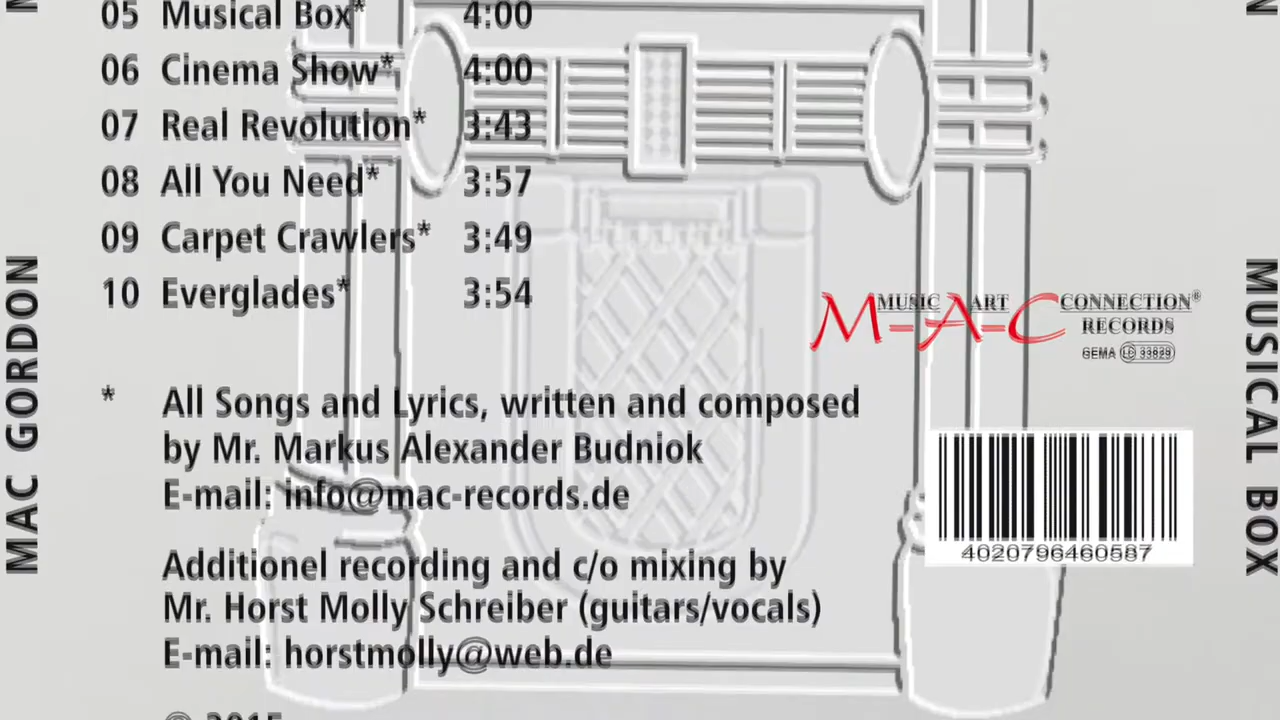 05 Musical Box* 4:00
06 Cinema Show* 4:00
07 Real Revolution* 3:43
08 All You Need* 3:57
09 Carpet Crawlers* 3:49
10 Everglades* 3:54
MAC GORDON
MUSICAL BOX
M-A-C
MUSIC ART CONNECTION®
RECORDS
GEMA LC 33829
* All Songs and Lyrics, written and composed
by Mr. Markus Alexander Budniok
E-mail: info@mac-records.de
4020796460587
Additionel recording and c/o mixing by
Mr. Horst Molly Schreiber (guitars/vocals)
E-mail: horstmolly@web.de
© 2015